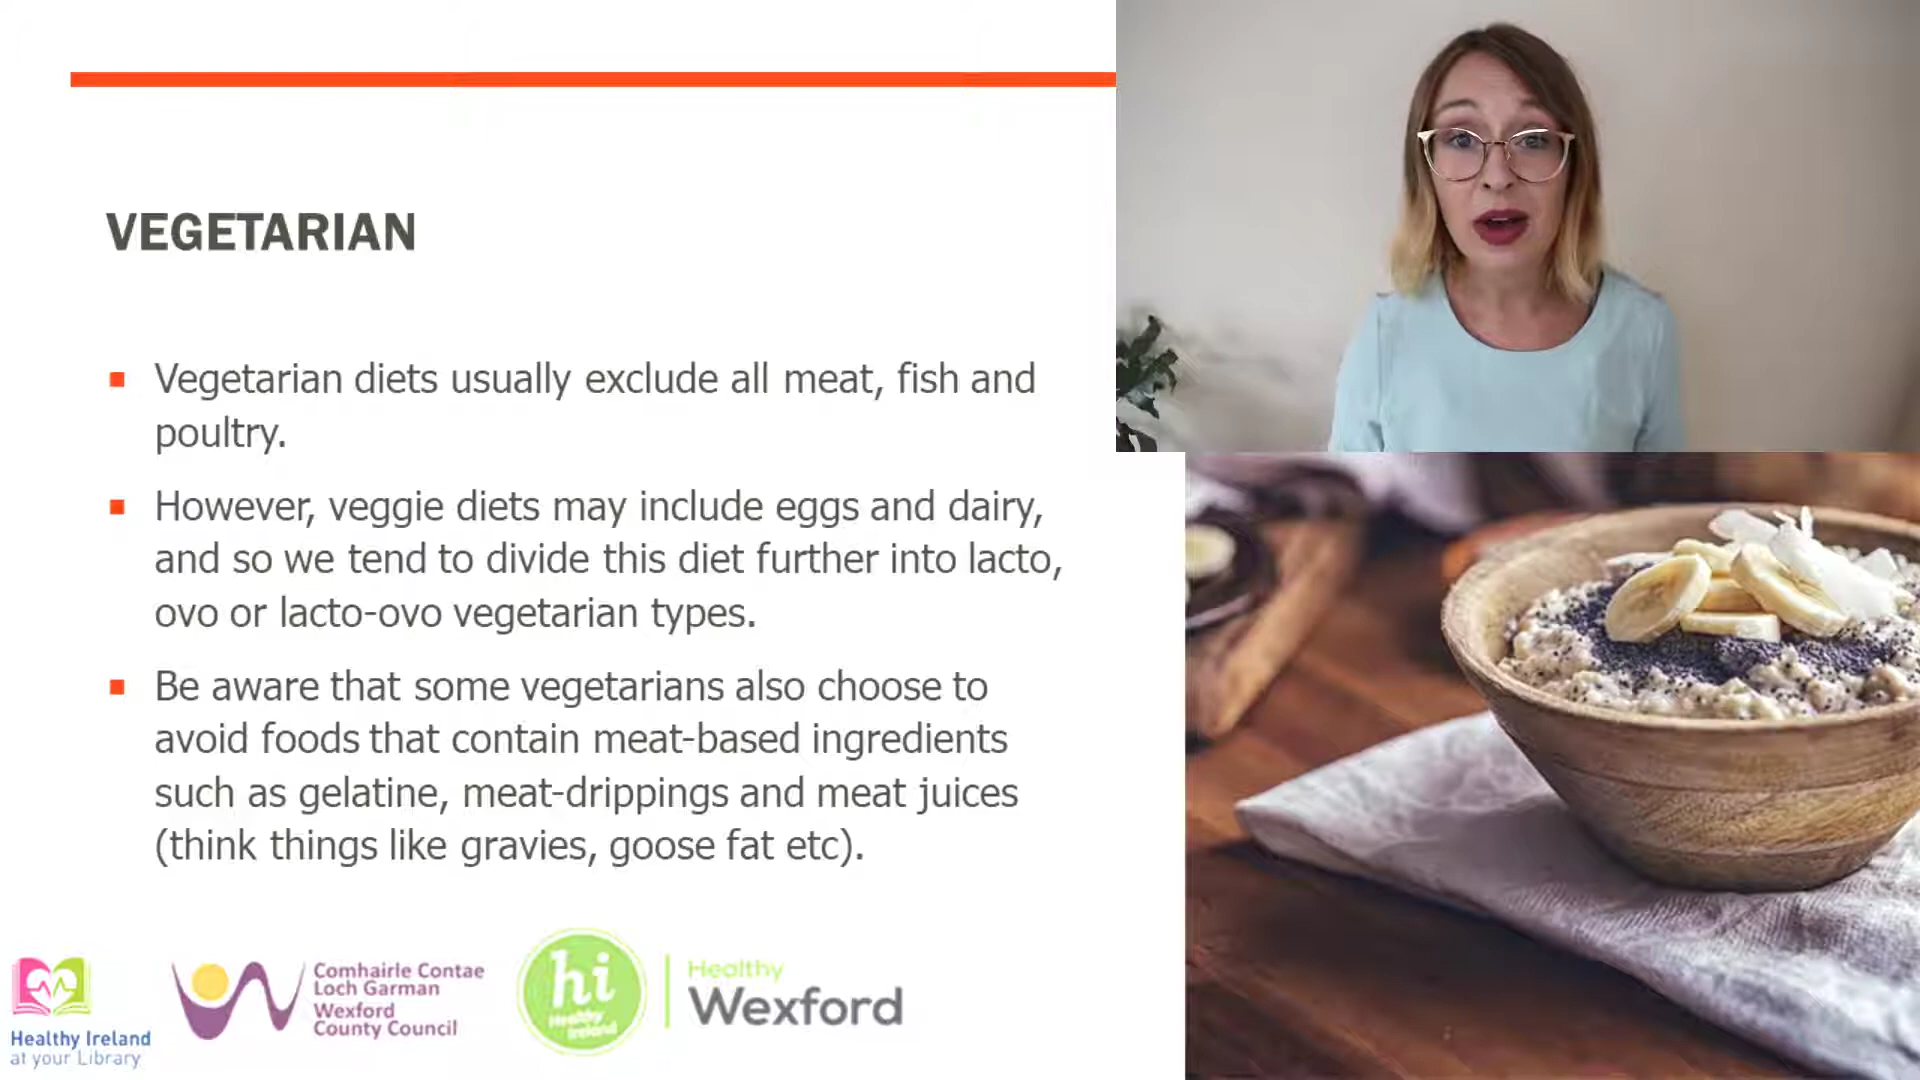 VEGETARIAN
Vegetarian diets usually exclude all meat, fish and
poultry.
However, veggie diets may include eggs and dairy,
and so we tend to divide this diet further into lacto,
ovo or lacto-ovo vegetarian types.
Be aware that some vegetarians also choose to
avoid foods that contain meat-based ingredients
such as gelatine, meat-drippings and meat juices
(think things like gravies, goose fat etc).
Healthy Ireland
at your Library
Comhairle Contae
Loch Garman
Wexford
County Council
hi
Healthy
Ireland
Healthy
Wexford